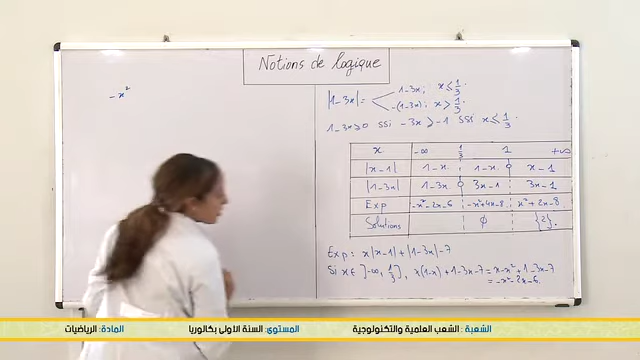 Notions de logique
- x²
|1-3x| = 1-3x ; x ≤ 1/3.
-(1-3x) ; x > 1/3.
1-3x ≥ 0 ssi -3x ≥ -1 ssi x ≤ 1/3.
x -∞ 1/3 1 +∞
|x-1| 1-x 1-x 0 x-1
|1-3x| 1-3x 0 3x-1 3x-1
Exp -x²-2x-6 -x²+4x-8 x²+2x-8
Solutions ∅ {2}.
Exp : x|x-1| + |1-3x| - 7
Si x ∈ ]-∞, 1/3], x(1-x) + 1-3x-7 = x-x²+1-3x-7
= -x²-2x-6.
الشعبة: الشعب العلمية والتكنولوجية المستوى: السنة الأولى بكالوريا المادة: الرياضيات